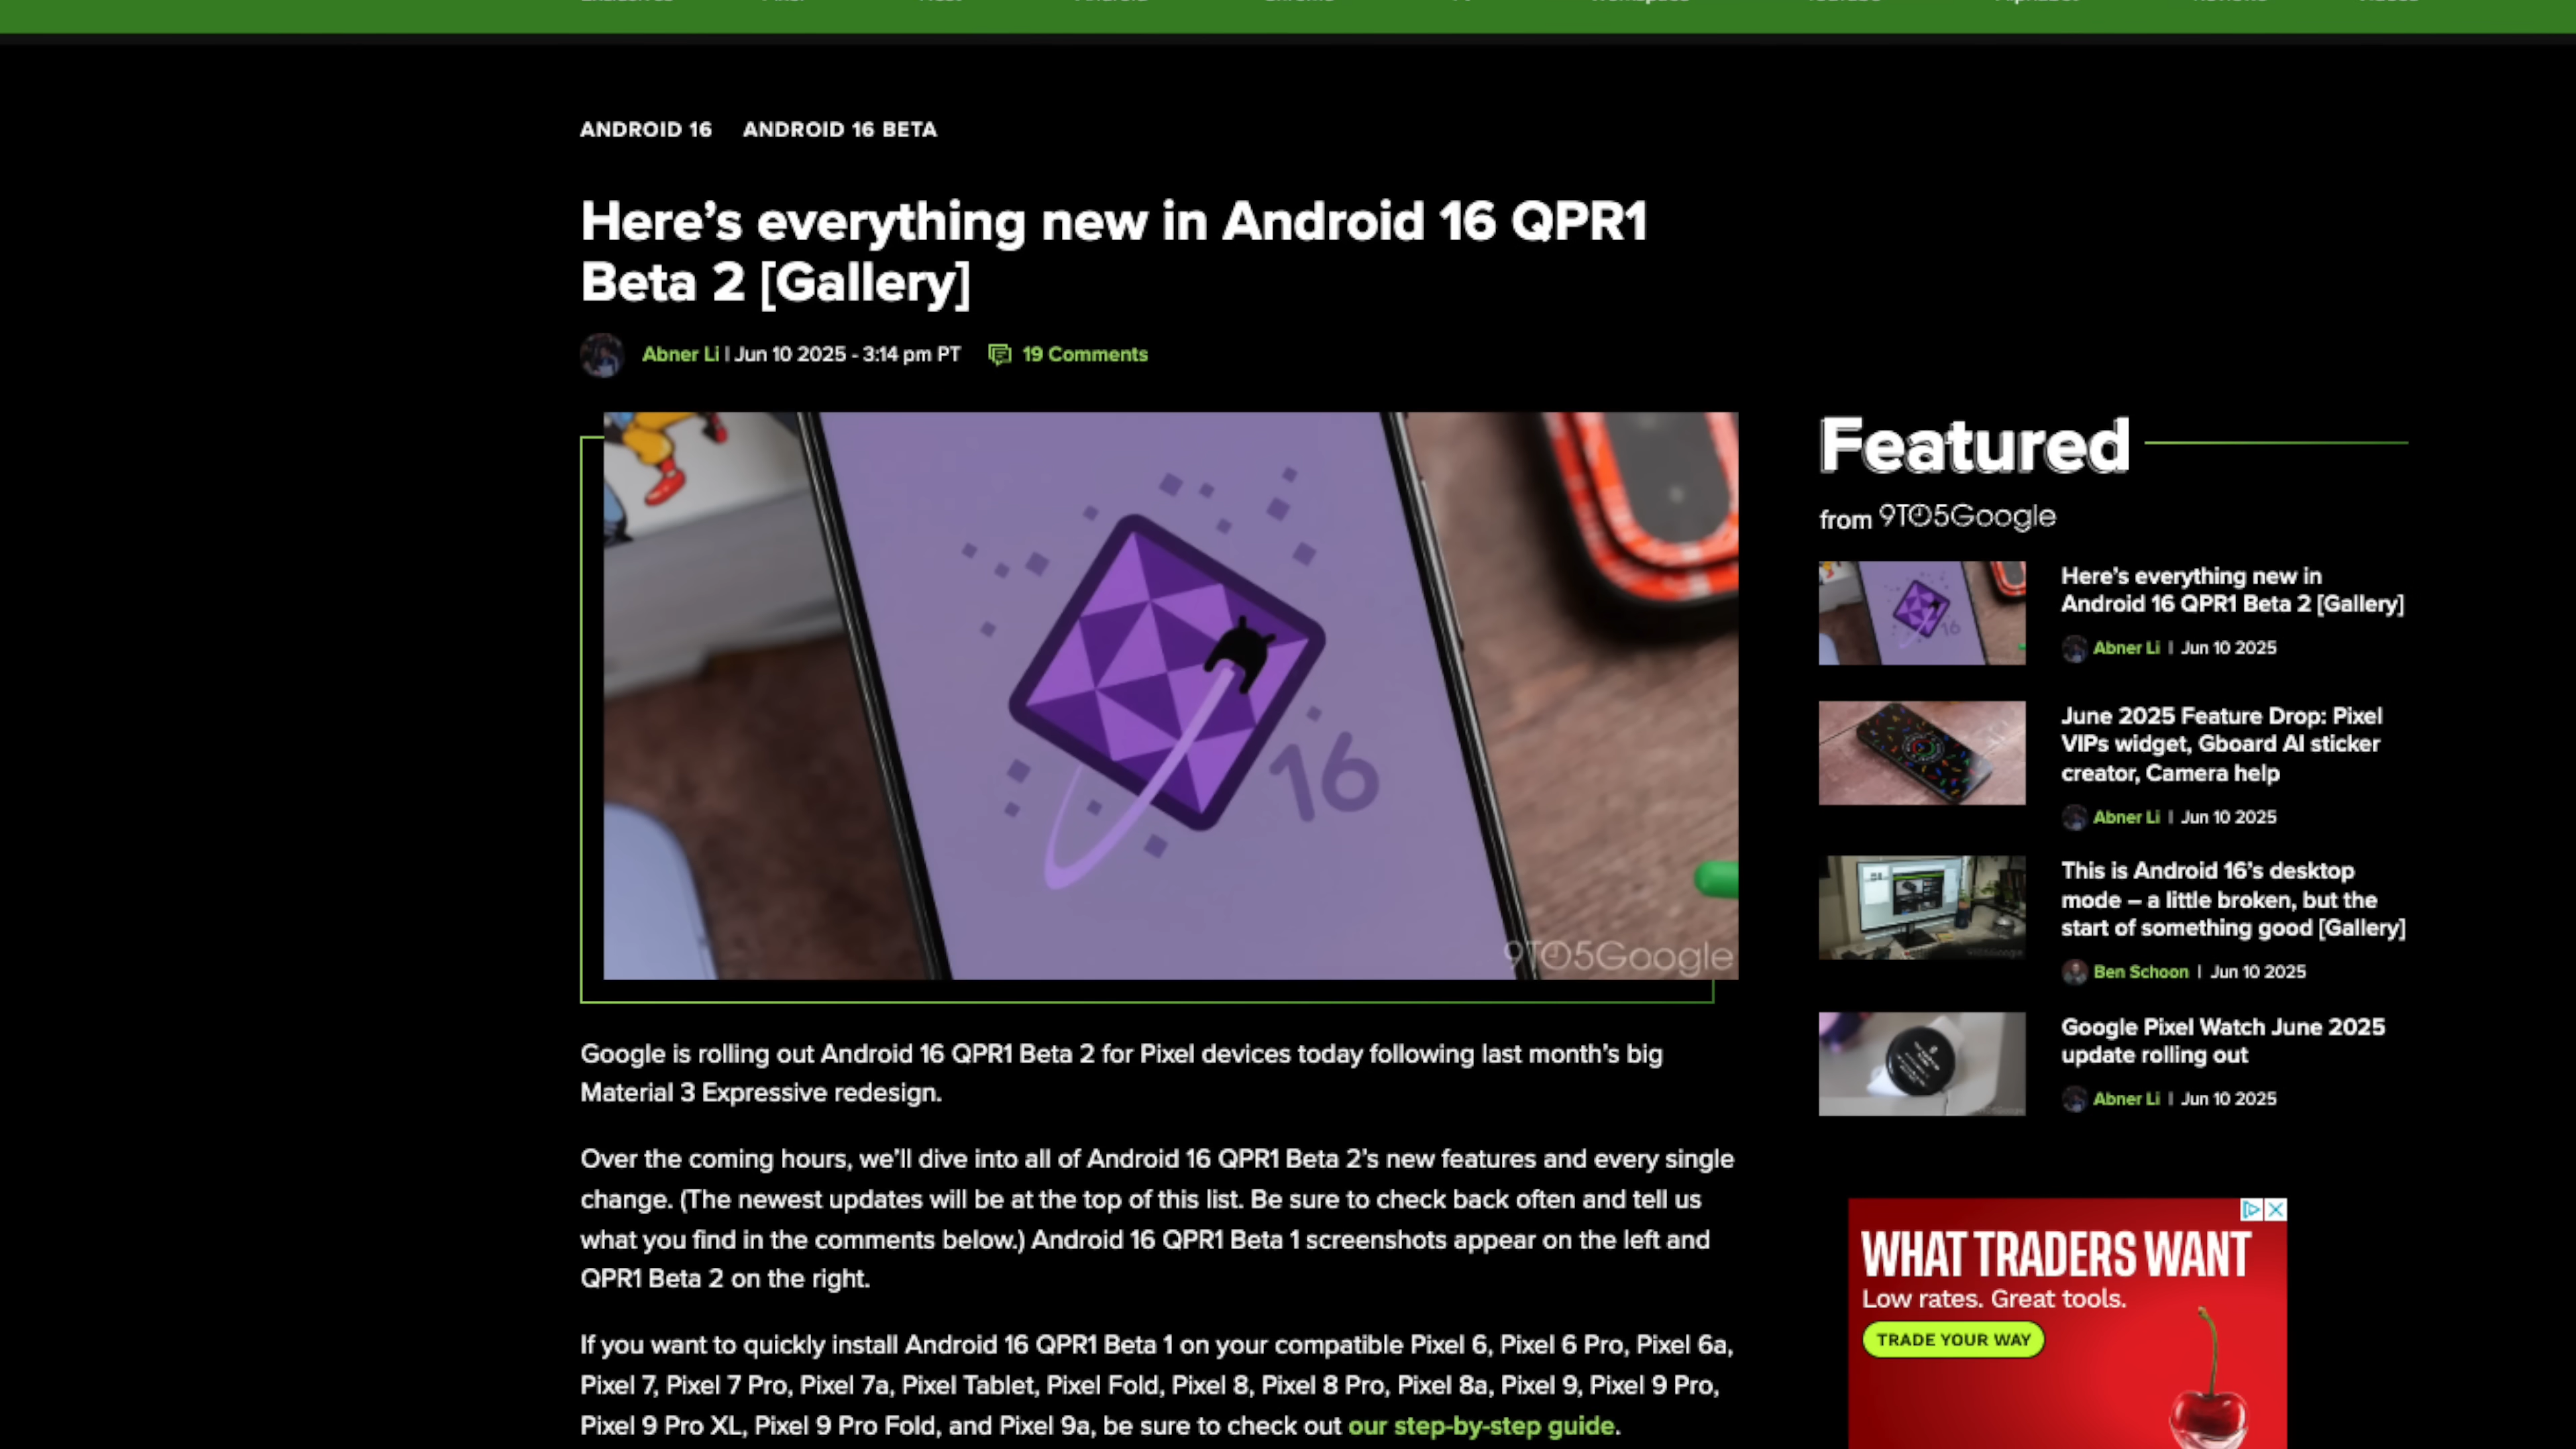 ANDROID 16 ANDROID 16 BETA
Here’s everything new in Android 16 QPR1
Beta 2 [Gallery]
Abner Li | Jun 10 2025 - 3:14 pm PT 19 Comments
16
9TO5Google
Google is rolling out Android 16 QPR1 Beta 2 for Pixel devices today following last month’s big
Material 3 Expressive redesign.
Over the coming hours, we’ll dive into all of Android 16 QPR1 Beta 2’s new features and every single
change. (The newest updates will be at the top of this list. Be sure to check back often and tell us
what you find in the comments below.) Android 16 QPR1 Beta 1 screenshots appear on the left and
QPR1 Beta 2 on the right.
If you want to quickly install Android 16 QPR1 Beta 1 on your compatible Pixel 6, Pixel 6 Pro, Pixel 6a,
Pixel 7, Pixel 7 Pro, Pixel 7a, Pixel Tablet, Pixel Fold, Pixel 8, Pixel 8 Pro, Pixel 8a, Pixel 9, Pixel 9 Pro,
Pixel 9 Pro XL, Pixel 9 Pro Fold, and Pixel 9a, be sure to check out our step-by-step guide.
Featured
from 9TO5Google
Here’s everything new in
Android 16 QPR1 Beta 2 [Gallery]
Abner Li | Jun 10 2025
16
June 2025 Feature Drop: Pixel
VIPs widget, Gboard AI sticker
creator, Camera help
Abner Li | Jun 10 2025
This is Android 16’s desktop
mode – a little broken, but the
start of something good [Gallery]
Ben Schoon | Jun 10 2025
Google Pixel Watch June 2025
update rolling out
Abner Li | Jun 10 2025
WHAT TRADERS WANT
Low rates. Great tools.
TRADE YOUR WAY